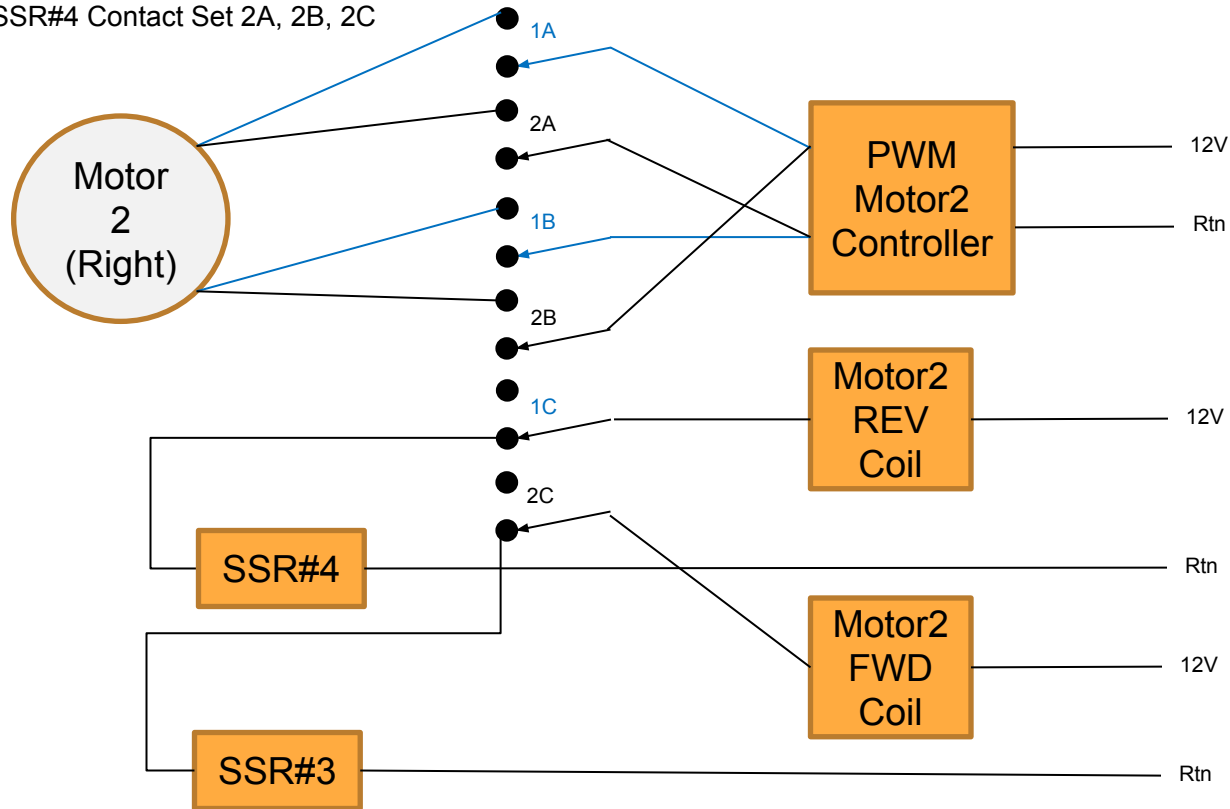 SSR#4 Contact Set 2A, 2B, 2C
1A
2A
1B
2B
1C
2C
Motor
2
(Right)
PWM
Motor2
Controller
12V
Rtn
Motor2
REV
Coil
12V
SSR#4
Rtn
Motor2
FWD
Coil
12V
SSR#3
Rtn